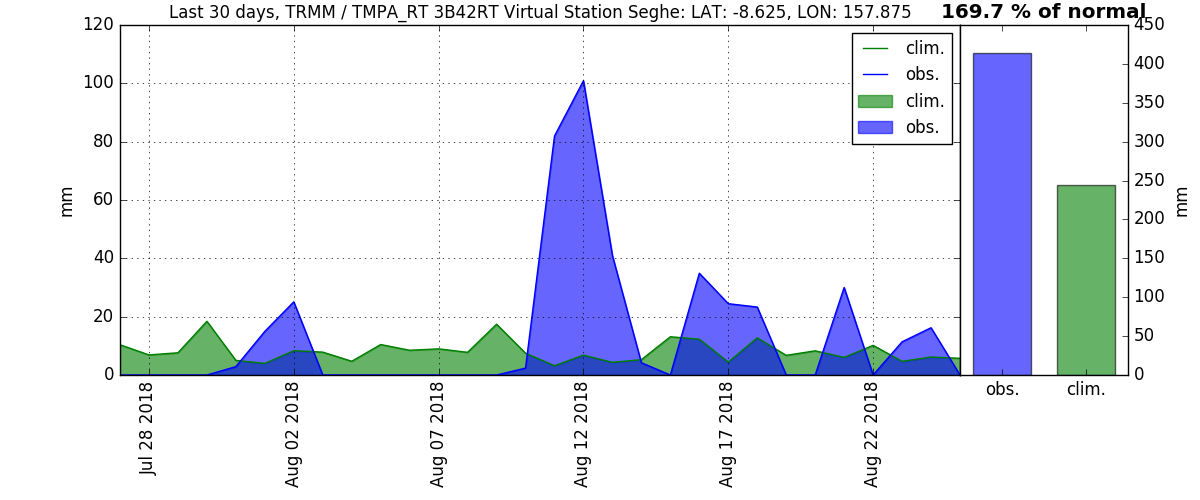 Last 30 days, TRMM / TMPA_RT 3B42RT Virtual Station Seghe: LAT: -8.625, LON: 157.875
169.7 % of normal
120
100
80
60
40
20
0
mm
clim.
obs.
clim.
obs.
Jul 28 2018
Aug 02 2018
Aug 07 2018
Aug 12 2018
Aug 17 2018
Aug 22 2018
450
400
350
300
250
200
150
100
50
0
mm
obs.
clim.